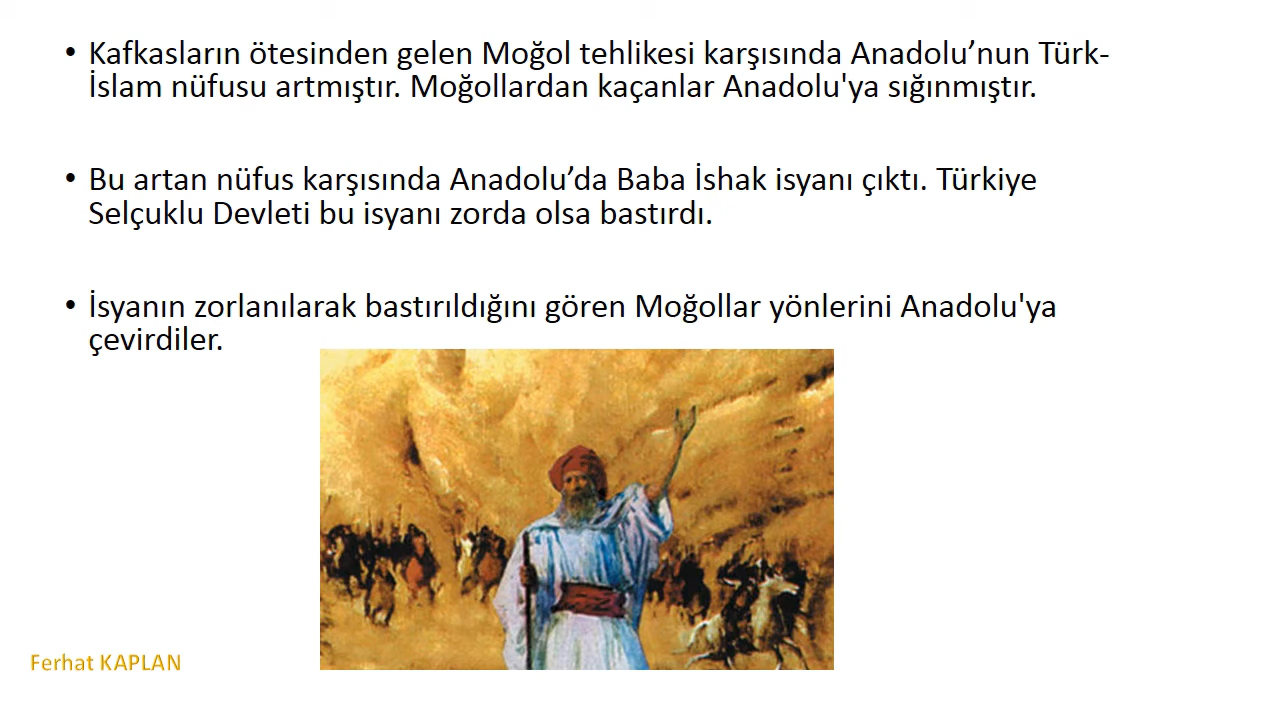 • Kafkasların ötesinden gelen Moğol tehlikesi karşısında Anadolu’nun Türk-
İslam nüfusu artmıştır. Moğollardan kaçanlar Anadolu'ya sığınmıştır.
• Bu artan nüfus karşısında Anadolu’da Baba İshak isyanı çıktı. Türkiye
Selçuklu Devleti bu isyanı zorda olsa bastırdı.
• İsyanın zorlanılarak bastırıldığını gören Moğollar yönlerini Anadolu'ya
çevirdiler.
Ferhat KAPLAN